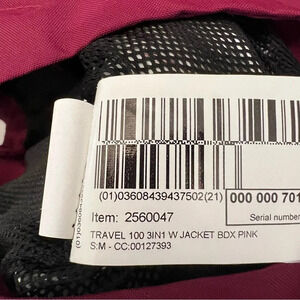 (01)03608439437502(21)
000 000 701
Item: 2560047
Serial number
TRAVEL 100 3IN1 W JACKET BDX PINK
S:M - CC:00127393